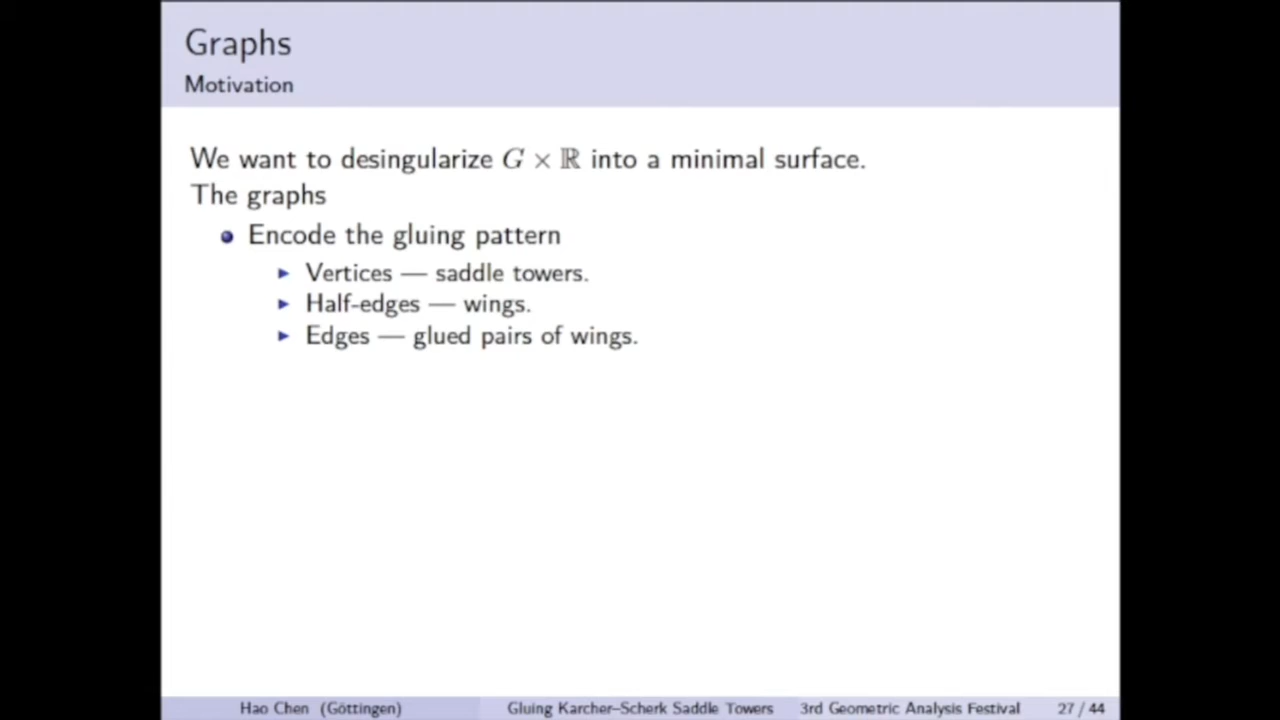 Graphs
Motivation
We want to desingularize G × ℝ into a minimal surface.
The graphs
Encode the gluing pattern
Vertices — saddle towers.
Half-edges — wings.
Edges — glued pairs of wings.
Hao Chen (Göttingen) Gluing Karcher–Scherk Saddle Towers 3rd Geometric Analysis Festival 27 / 44